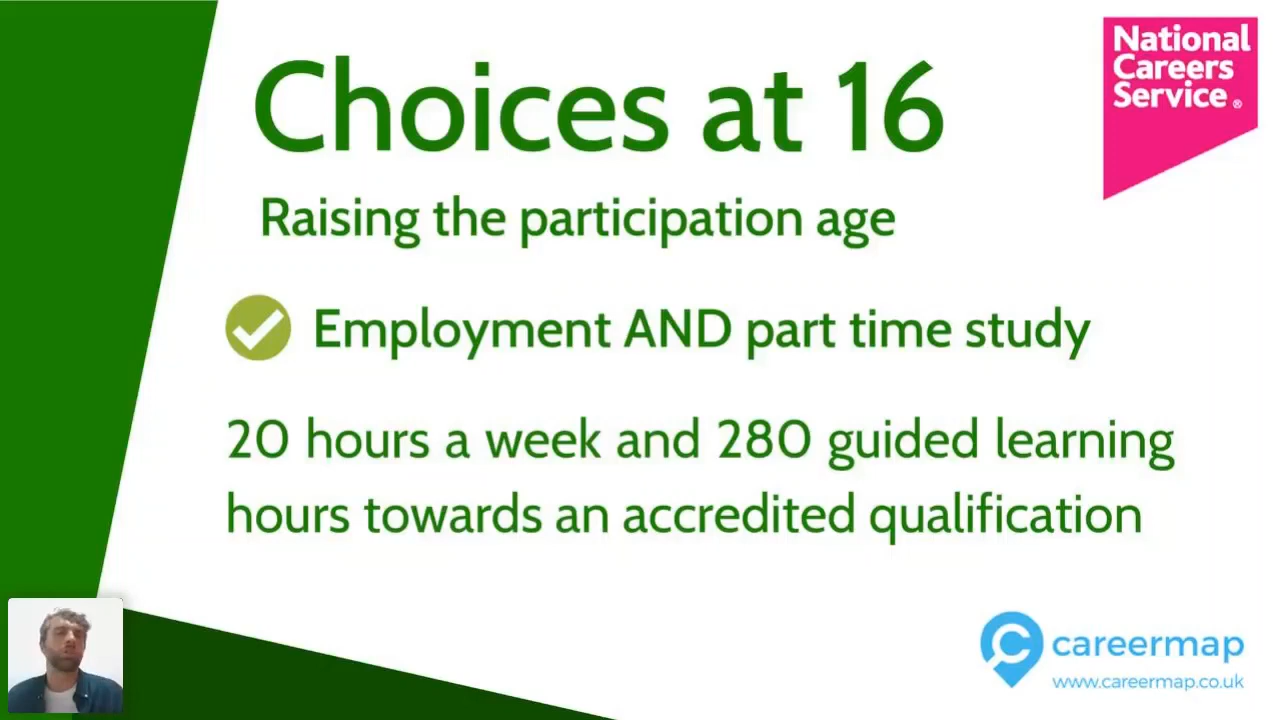 Choices at 16
National
Careers
Service ®
Raising the participation age
Employment AND part time study
20 hours a week and 280 guided learning
hours towards an accredited qualification
careermap
www.careermap.co.uk